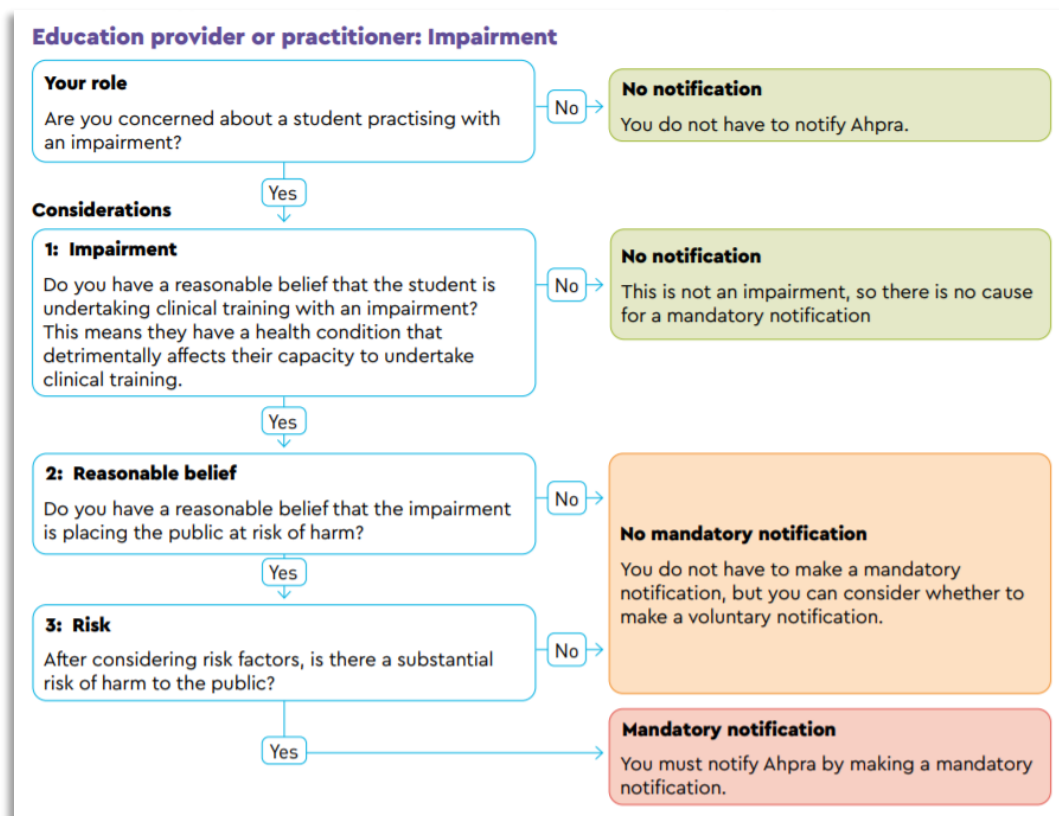 Education provider or practitioner: Impairment
Your role
Are you concerned about a student practising with
an impairment?
No
No notification
You do not have to notify Ahpra.
Yes
Considerations
1: Impairment
Do you have a reasonable belief that the student is
undertaking clinical training with an impairment?
This means they have a health condition that
detrimentally affects their capacity to undertake
clinical training.
No
No notification
This is not an impairment, so there is no cause
for a mandatory notification
Yes
2: Reasonable belief
Do you have a reasonable belief that the impairment
is placing the public at risk of harm?
No
Yes
3: Risk
After considering risk factors, is there a substantial
risk of harm to the public?
No
No mandatory notification
You do not have to make a mandatory
notification, but you can consider whether to
make a voluntary notification.
Yes
Mandatory notification
You must notify Ahpra by making a mandatory
notification.